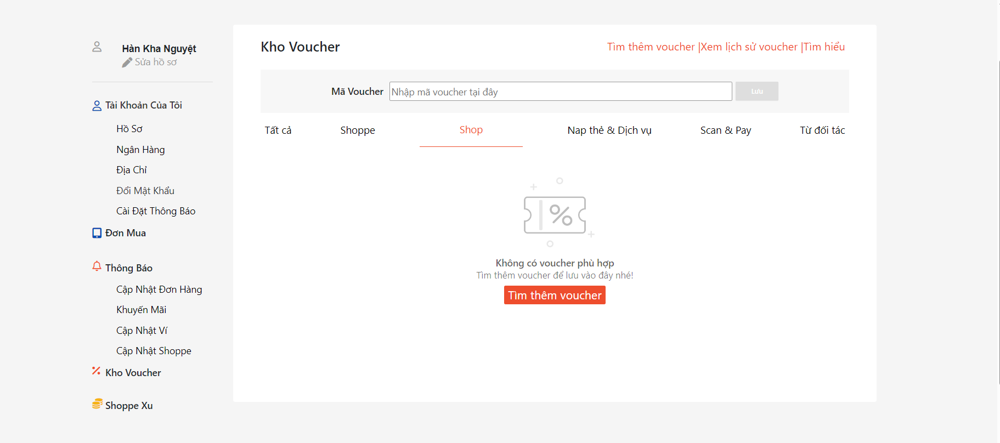 Hàn Kha Nguyệt
Sửa hồ sơ
Tài Khoản Của Tôi
Hồ Sơ
Ngân Hàng
Địa Chỉ
Đổi Mật Khẩu
Cài Đặt Thông Báo
Đơn Mua
Thông Báo
Cập Nhật Đơn Hàng
Khuyến Mãi
Cập Nhật Ví
Cập Nhật Shoppe
Kho Voucher
Shoppe Xu
Kho Voucher
Tìm thêm voucher |Xem lịch sử voucher |Tìm hiểu
Mã Voucher Nhập mã voucher tại đây Lưu
Tất cả Shoppe Shop Nap thẻ & Dịch vụ Scan & Pay Từ đối tác
%
Không có voucher phù hợp
Tìm thêm voucher để lưu vào đây nhé!
Tìm thêm voucher